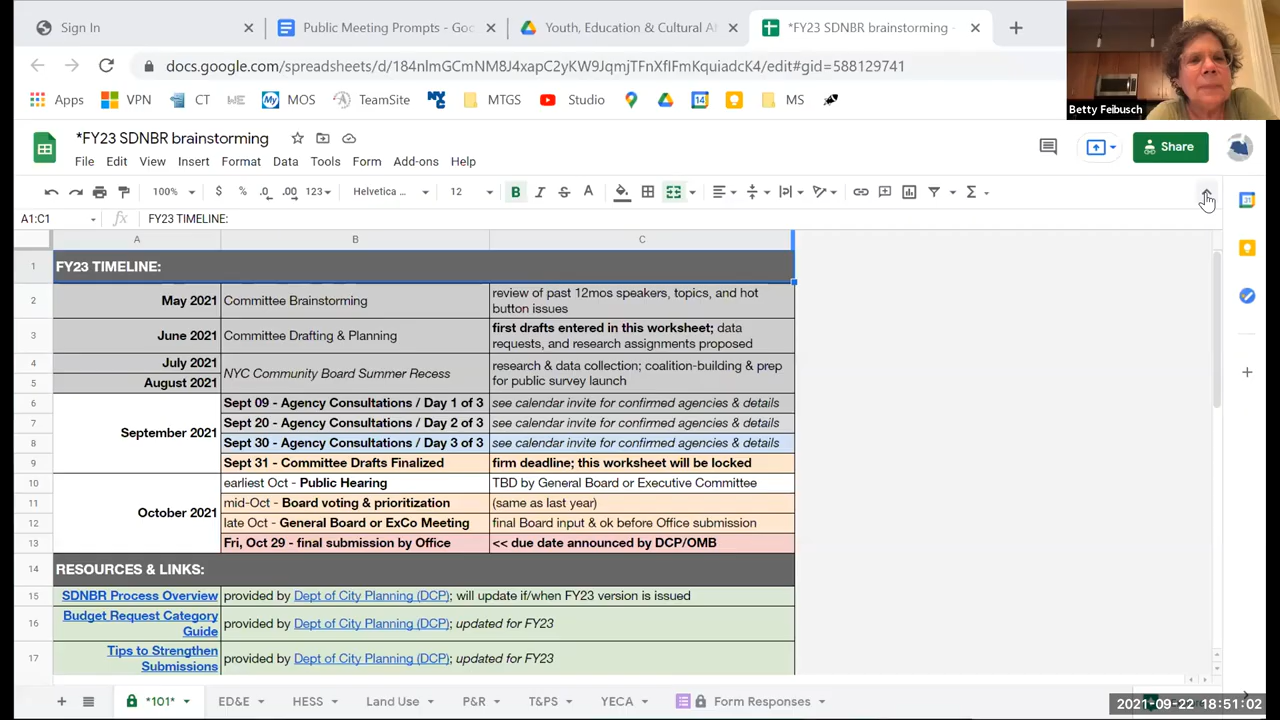 Sign In
Public Meeting Prompts - Goo
Youth, Education & Cultural A
*FY23 SDNBR brainstorming -
docs.google.com/spreadsheets/d/184nlmGCmNM8J4xapC2yKW9JqmjTFnXfIFmKquiadcK4/edit#gid=588129741
Apps VPN CT WE MOS TeamSite MTGS Studio MS
Betty Feibusch
*FY23 SDNBR brainstorming
Share
File Edit View Insert Format Data Tools Form Add-ons Help
100% $ % .0 .00 123 Helvetica ... 12 B I S A
A1:C1 fx FY23 TIMELINE:
A B C
1 FY23 TIMELINE:
2 May 2021 Committee Brainstorming review of past 12mos speakers, topics, and hot
button issues
3 June 2021 Committee Drafting & Planning first drafts entered in this worksheet; data
requests, and research assignments proposed
4 July 2021 NYC Community Board Summer Recess research & data collection; coalition-building & prep
5 August 2021 for public survey launch
6 Sept 09 - Agency Consultations / Day 1 of 3 see calendar invite for confirmed agencies & details
7 September 2021 Sept 20 - Agency Consultations / Day 2 of 3 see calendar invite for confirmed agencies & details
8 Sept 30 - Agency Consultations / Day 3 of 3 see calendar invite for confirmed agencies & details
9 Sept 31 - Committee Drafts Finalized firm deadline; this worksheet will be locked
10 earliest Oct - Public Hearing TBD by General Board or Executive Committee
11 October 2021 mid-Oct - Board voting & prioritization (same as last year)
12 late Oct - General Board or ExCo Meeting final Board input & ok before Office submission
13 Fri, Oct 29 - final submission by Office << due date announced by DCP/OMB
14 RESOURCES & LINKS:
15 SDNBR Process Overview provided by Dept of City Planning (DCP); will update if/when FY23 version is issued
16 Budget Request Category
Guide provided by Dept of City Planning (DCP); updated for FY23
17 Tips to Strengthen
Submissions provided by Dept of City Planning (DCP); updated for FY23
*101* ED&E HESS Land Use P&R T&PS YECA Form Responses
2021-09-22 18:51:02